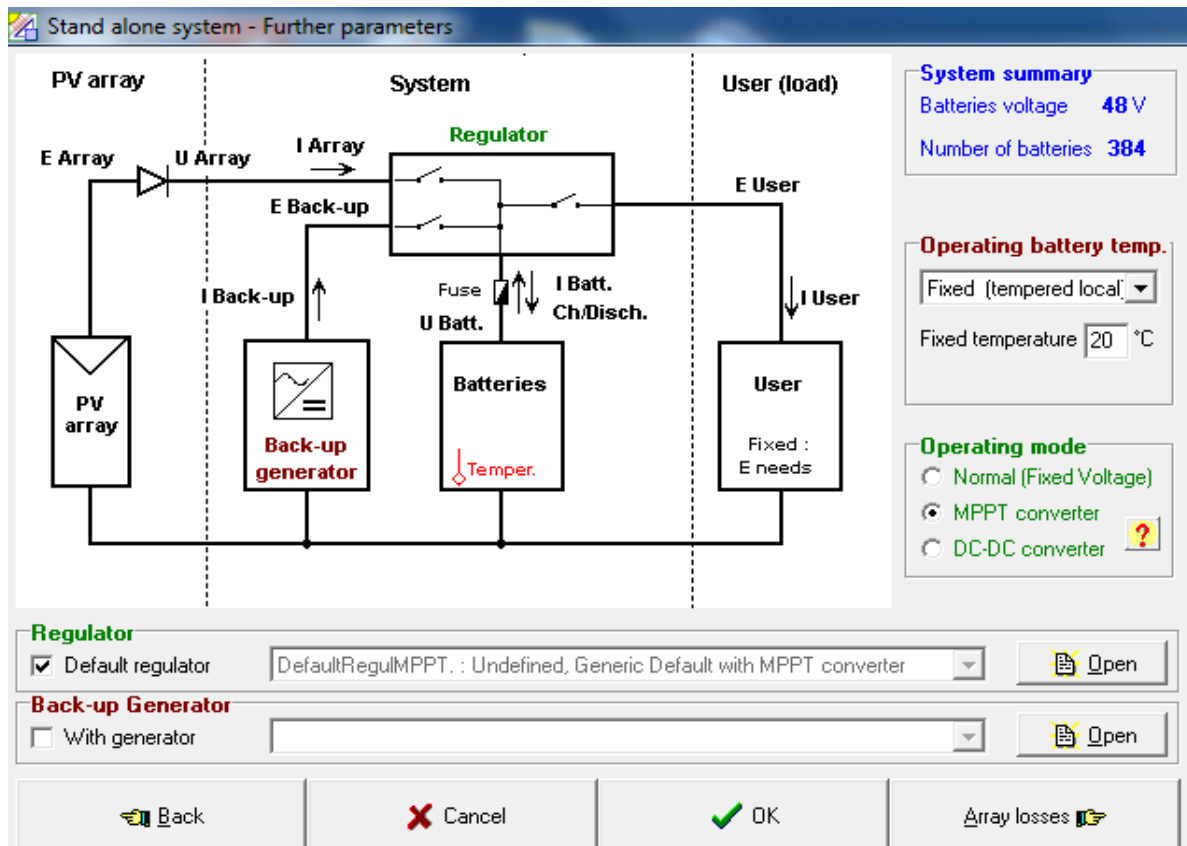 Stand alone system - Further parameters
PV array
System
User (load)
E Array
U Array
I Array
Regulator
E Back-up
E User
I Back-up
Fuse
I Batt.
Ch/Disch.
U Batt.
I User
PV
array
Back-up
generator
Batteries
Temper.
User
Fixed :
E needs
System summary
Batteries voltage 48 V
Number of batteries 384
Operating battery temp.
Fixed (tempered local)
Fixed temperature 20 °C
Operating mode
Normal (Fixed Voltage)
MPPT converter
DC-DC converter
?
Regulator
Default regulator DefaultRegulMPPT. : Undefined, Generic Default with MPPT converter Open
Back-up Generator
With generator Open
Back Cancel OK Array losses